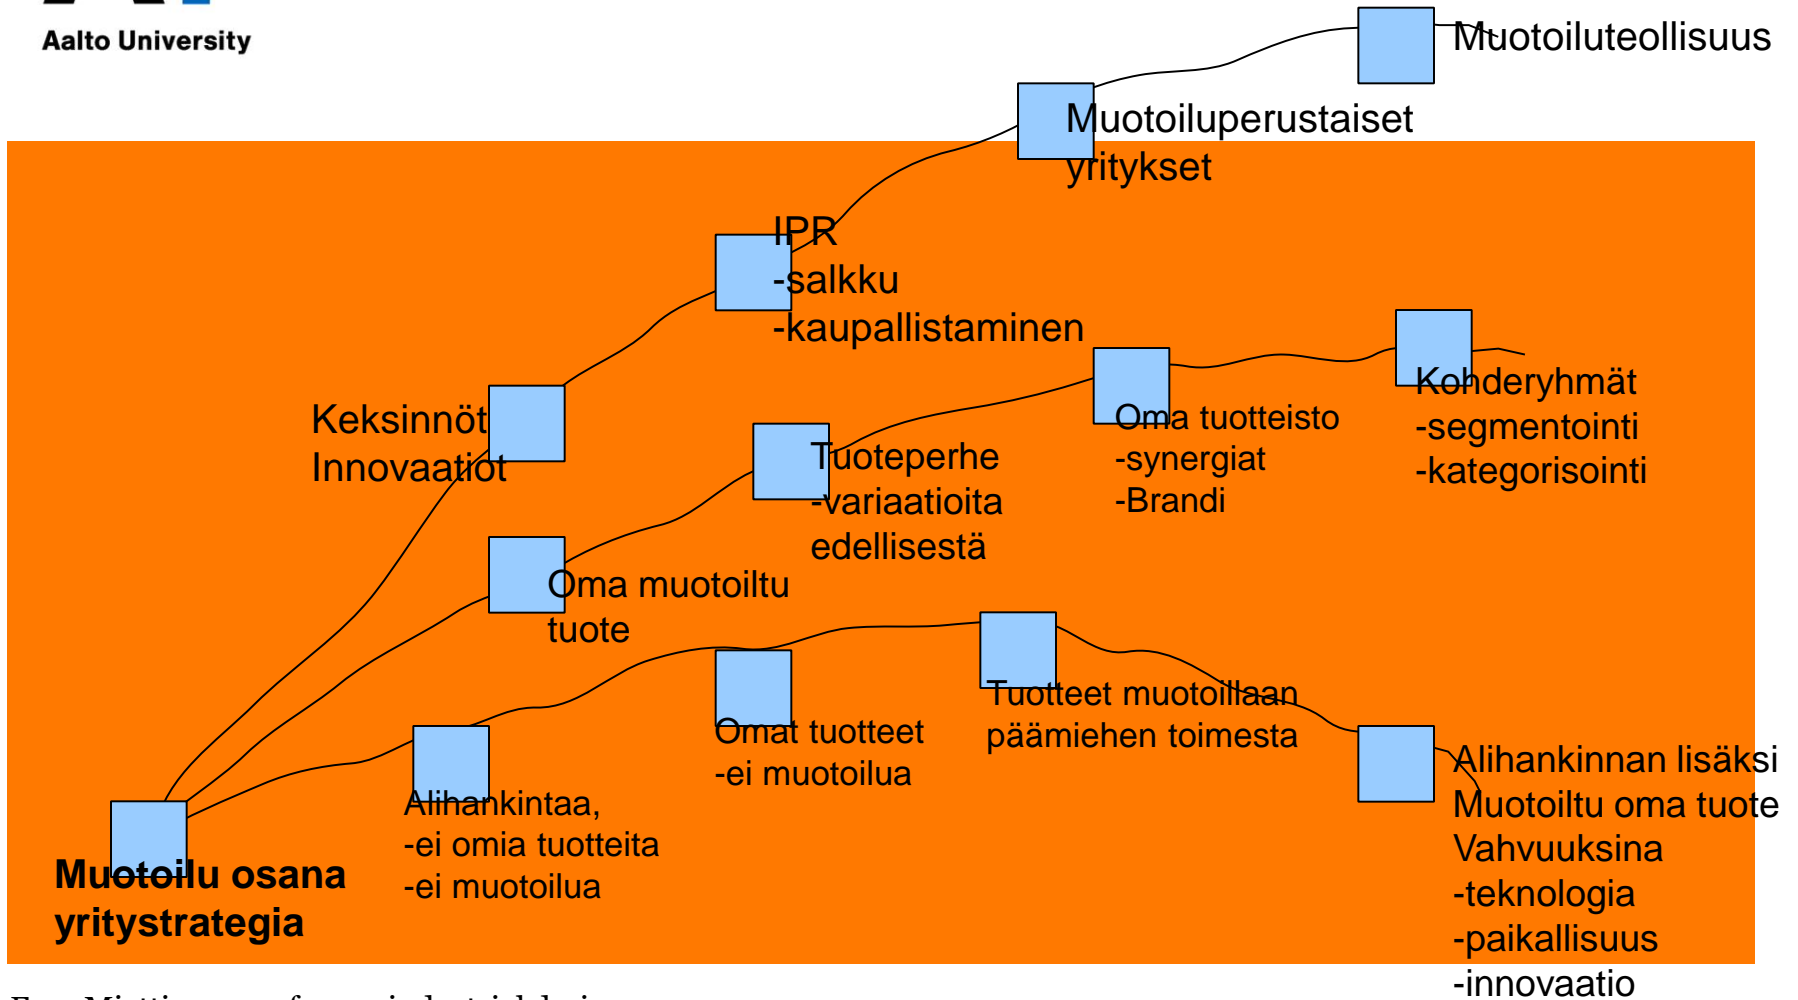 Aalto University
Muotoiluteollisuus
Muotoiluperustaiset
yritykset
IPR
-salkku
-kaupallistaminen
Keksinnöt
Innovaatiot
Kohderyhmät
-segmentointi
-kategorisointi
Oma tuotteisto
-synergiat
-Brandi
Tuoteperhe
-variaatioita
edellisestä
Oma muotoiltu
tuote
Tuotteet muotoillaan
päämiehen toimesta
Omat tuotteet
-ei muotoilua
Alihankintaa,
-ei omia tuotteita
-ei muotoilua
Alihankinnan lisäksi
Muotoiltu oma tuote
Vahvuuksina
-teknologia
-paikallisuus
-innovaatio
Muotoilu osana
yritystrategia